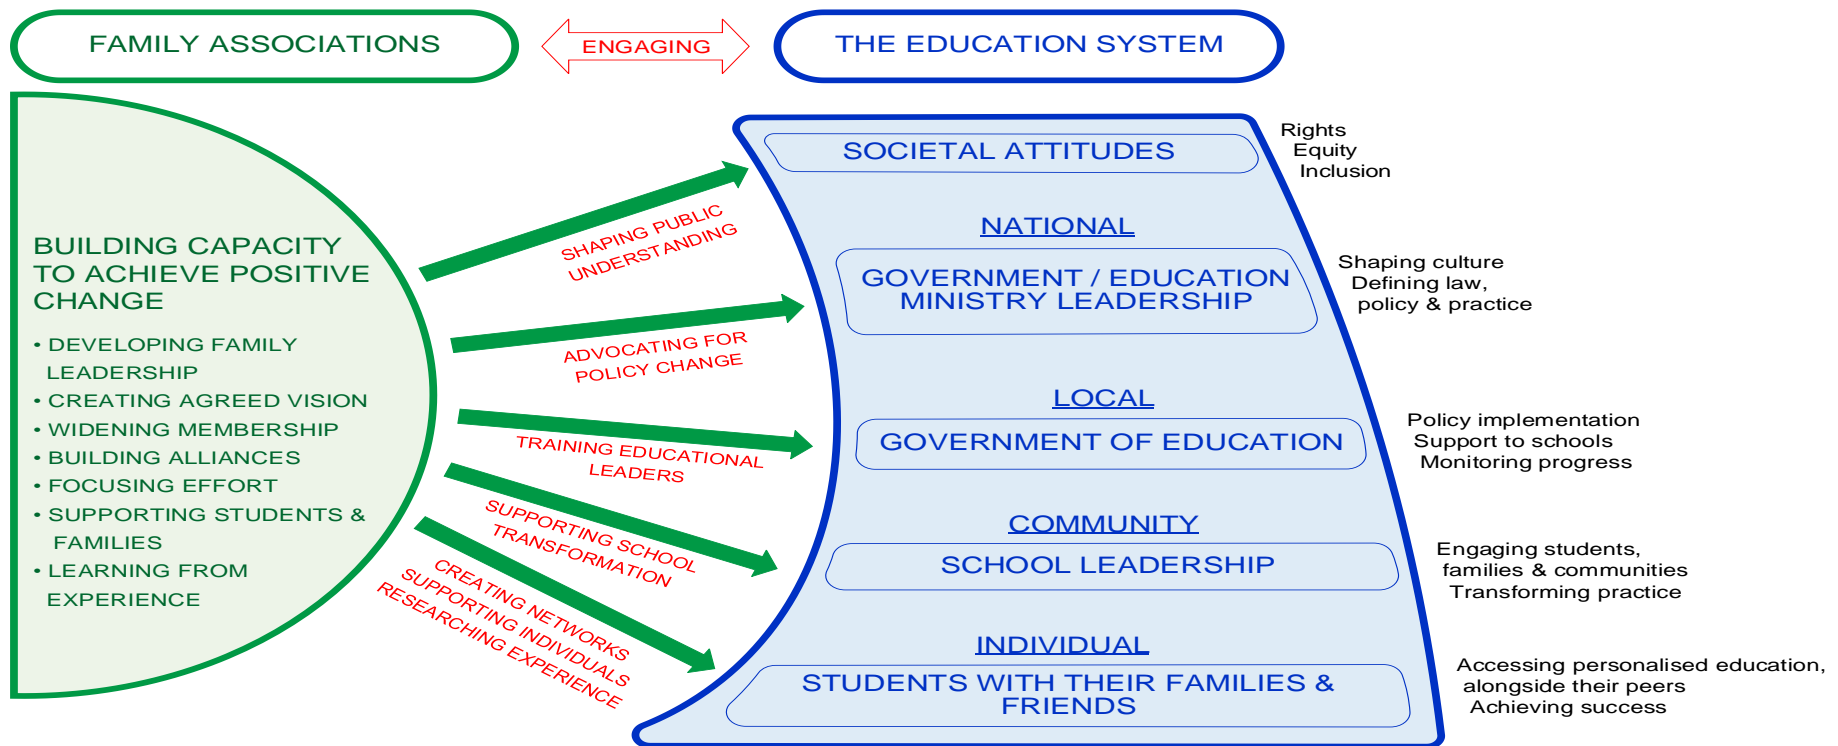 FAMILY ASSOCIATIONS
ENGAGING
THE EDUCATION SYSTEM
BUILDING CAPACITY
TO ACHIEVE POSITIVE
CHANGE
• DEVELOPING FAMILY
LEADERSHIP
• CREATING AGREED VISION
• WIDENING MEMBERSHIP
• BUILDING ALLIANCES
• FOCUSING EFFORT
• SUPPORTING STUDENTS &
FAMILIES
• LEARNING FROM
EXPERIENCE
SHAPING PUBLIC
UNDERSTANDING
ADVOCATING FOR
POLICY CHANGE
TRAINING EDUCATIONAL
LEADERS
SUPPORTING SCHOOL
TRANSFORMATION
CREATING NETWORKS
SUPPORTING INDIVIDUALS
RESEARCHING EXPERIENCE
SOCIETAL ATTITUDES
NATIONAL
GOVERNMENT / EDUCATION
MINISTRY LEADERSHIP
LOCAL
GOVERNMENT OF EDUCATION
COMMUNITY
SCHOOL LEADERSHIP
INDIVIDUAL
STUDENTS WITH THEIR FAMILIES &
FRIENDS
Rights
Equity
Inclusion
Shaping culture
Defining law,
policy & practice
Policy implementation
Support to schools
Monitoring progress
Engaging students,
families & communities
Transforming practice
Accessing personalised education,
alongside their peers
Achieving success